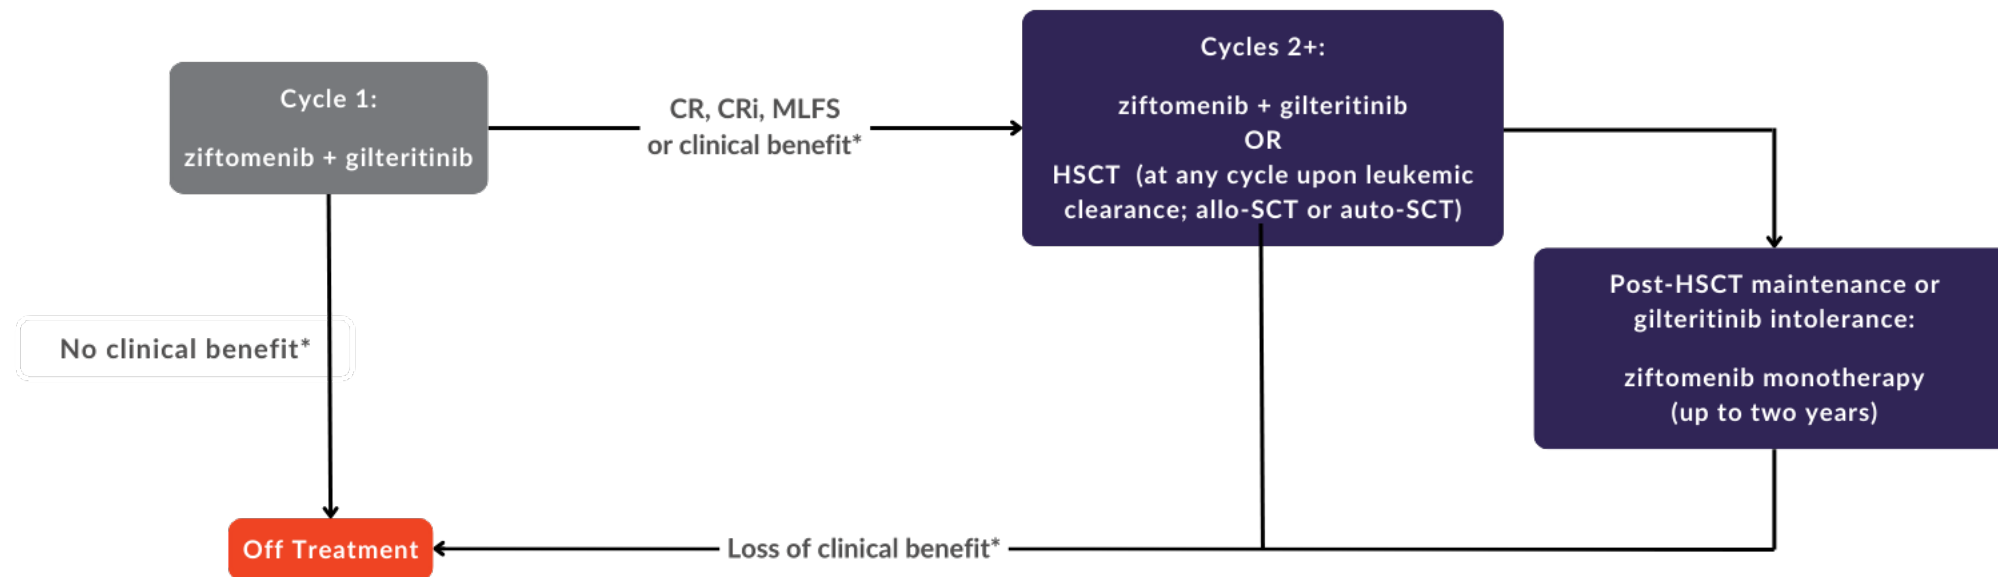 Cycle 1:
ziftomenib + gilteritinib
CR, CRi, MLFS
or clinical benefit*
Cycles 2+:
ziftomenib + gilteritinib
OR
HSCT (at any cycle upon leukemic
clearance; allo-SCT or auto-SCT)
Post-HSCT maintenance or
gilteritinib intolerance:
ziftomenib monotherapy
(up to two years)
No clinical benefit*
Off Treatment
Loss of clinical benefit*